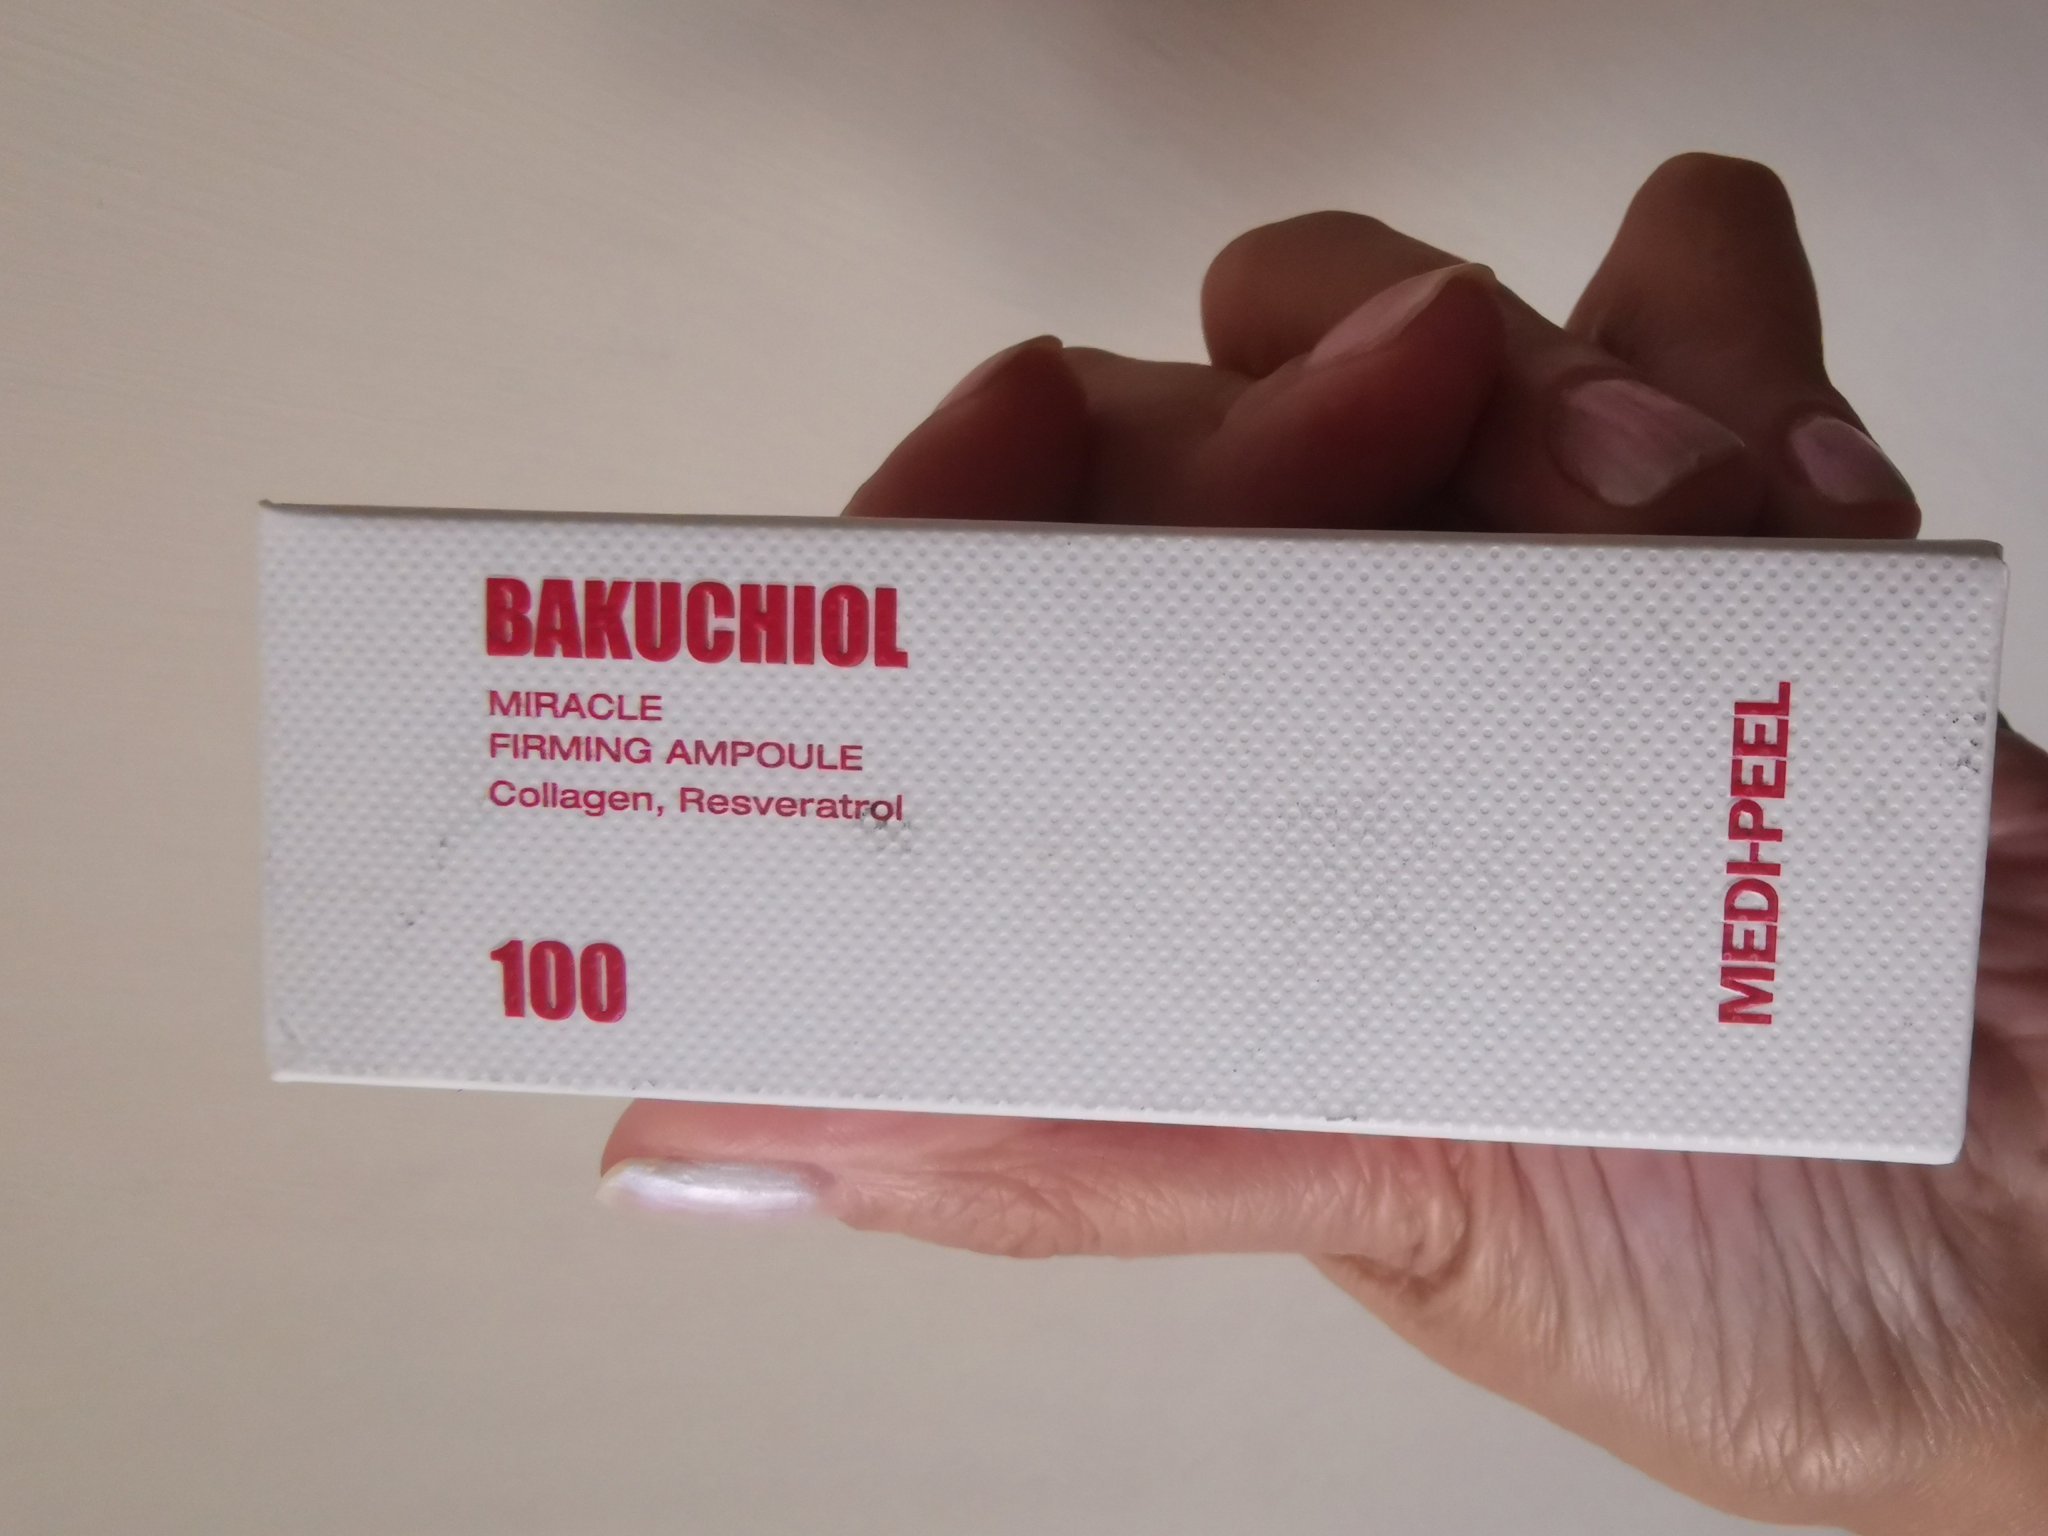 BAKUCHIOL
MIRACLE
FIRMING AMPOULE
Collagen, Resveratrol
100
MEDI-PEEL